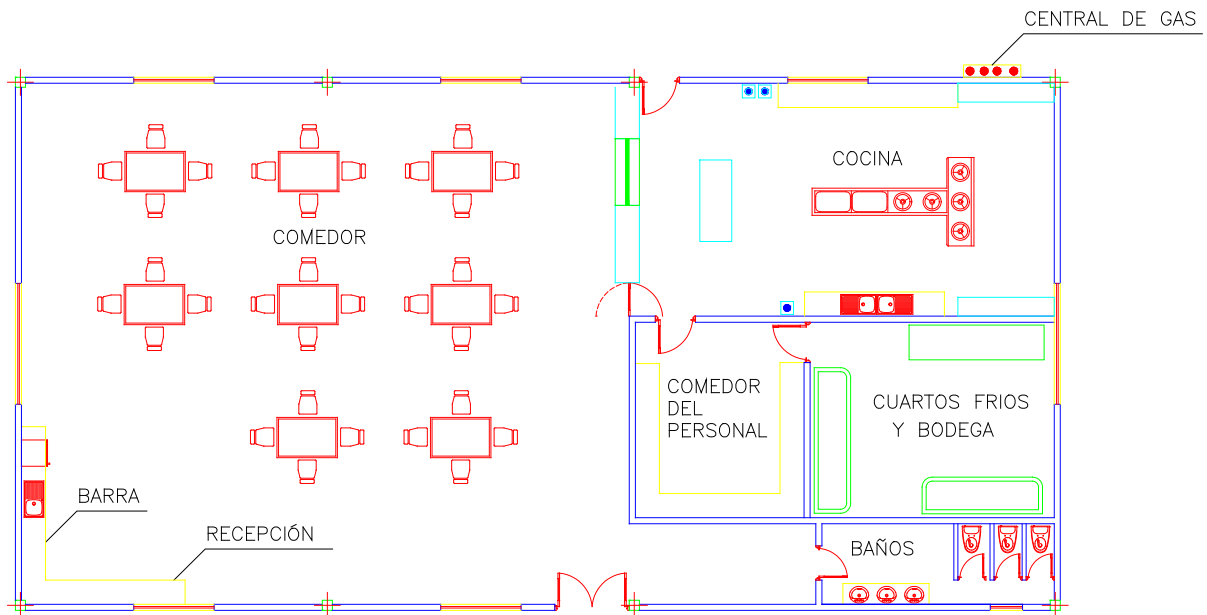 CENTRAL DE GAS
COCINA
COMEDOR
COMEDOR
DEL
PERSONAL
CUARTOS FRIOS
Y BODEGA
BARRA
RECEPCIÓN
BAÑOS